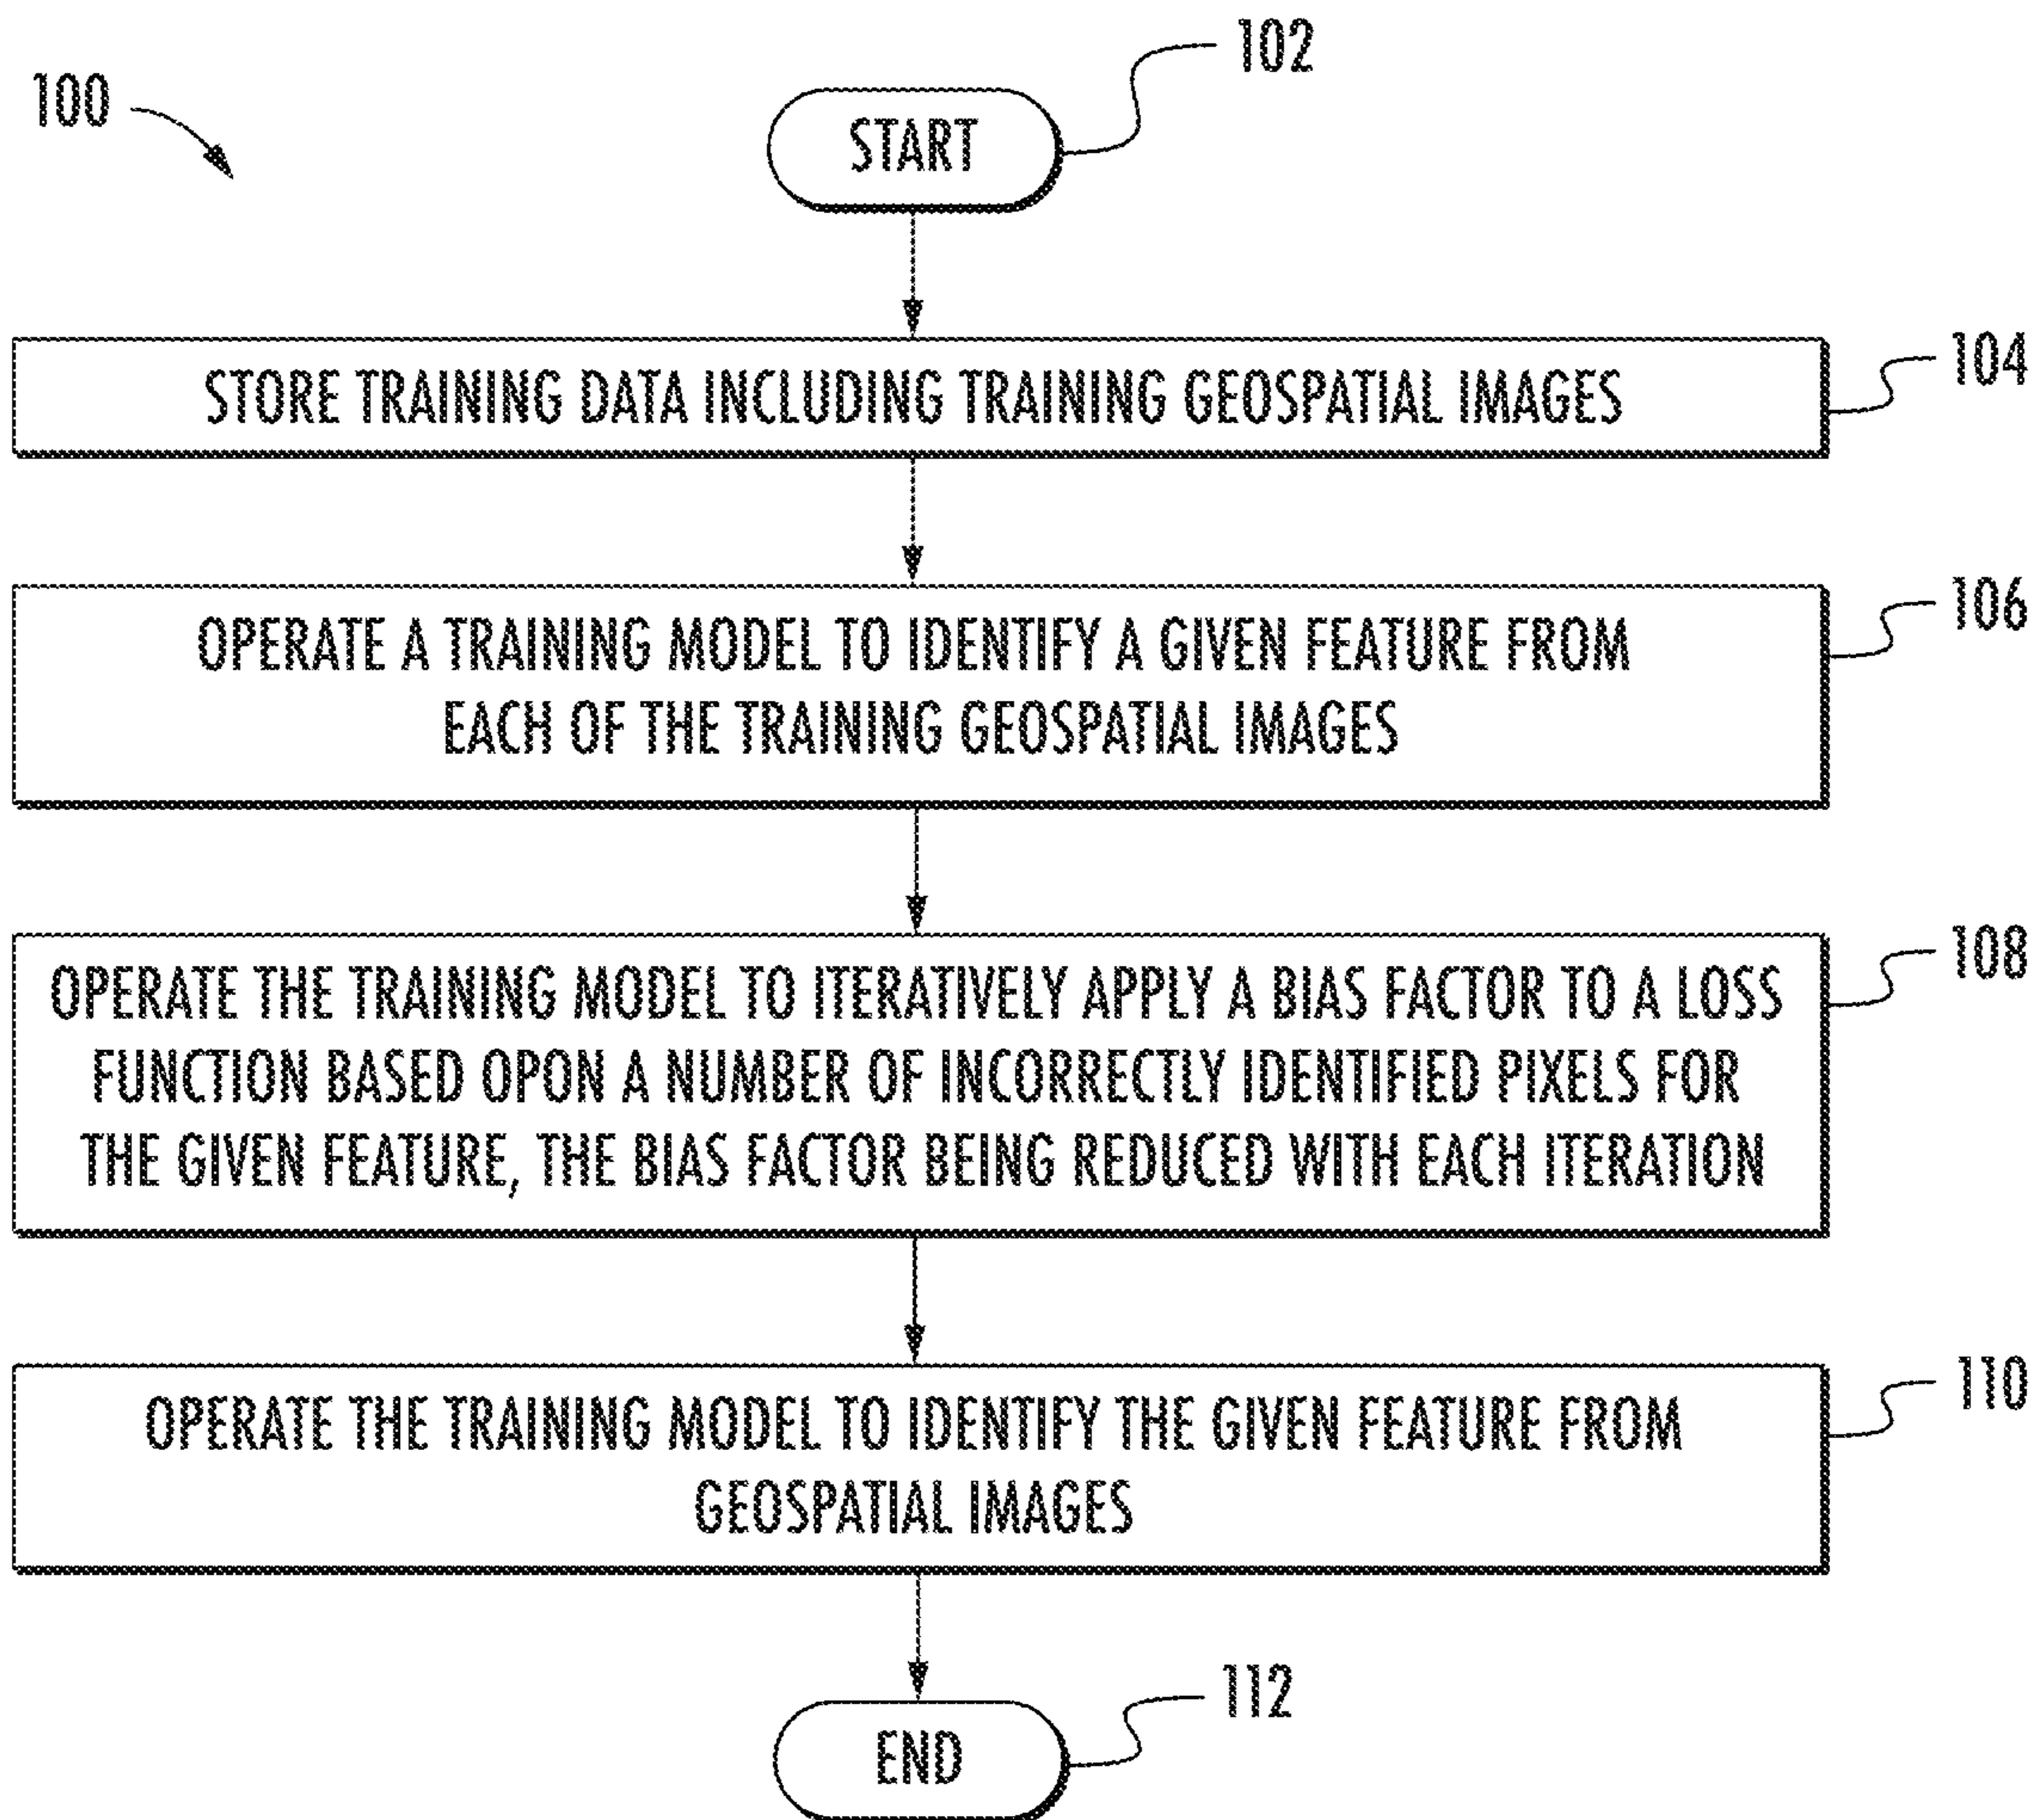 100
102
START
104
STORE TRAINING DATA INCLUDING TRAINING GEOSPATIAL IMAGES
106
OPERATE A TRAINING MODEL TO IDENTIFY A GIVEN FEATURE FROM
EACH OF THE TRAINING GEOSPATIAL IMAGES
108
OPERATE THE TRAINING MODEL TO ITERATIVELY APPLY A BIAS FACTOR TO A LOSS
FUNCTION BASED OPON A NUMBER OF INCORRECTLY IDENTIFIED PIXELS FOR
THE GIVEN FEATURE, THE BIAS FACTOR BEING REDUCED WITH EACH ITERATION
110
OPERATE THE TRAINING MODEL TO IDENTIFY THE GIVEN FEATURE FROM
GEOSPATIAL IMAGES
112
END